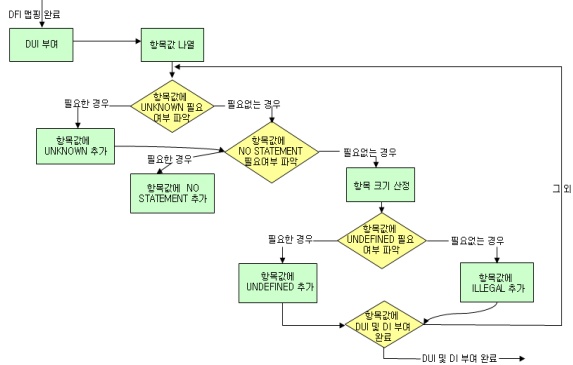 DFI 맵핑 완료
DUI 부여
항목값 나열
항목값에
UNKNOWN 필요
여부 파악
필요한 경우
필요없는 경우
항목값에
UNKNOWN 추가
항목값에
NO STATEMENT
필요여부 파악
필요한 경우
필요없는 경우
항목값에 NO
STATEMENT 추가
항목 크기 산정
그 외
항목값에
UNDEFINED 필요
여부 파악
필요한 경우
필요없는 경우
항목값에
UNDEFINED 추가
항목값에
ILLEGAL 추가
항목값에
DUI 및 DI 부여
완료
DUI 및 DI 부여 완료